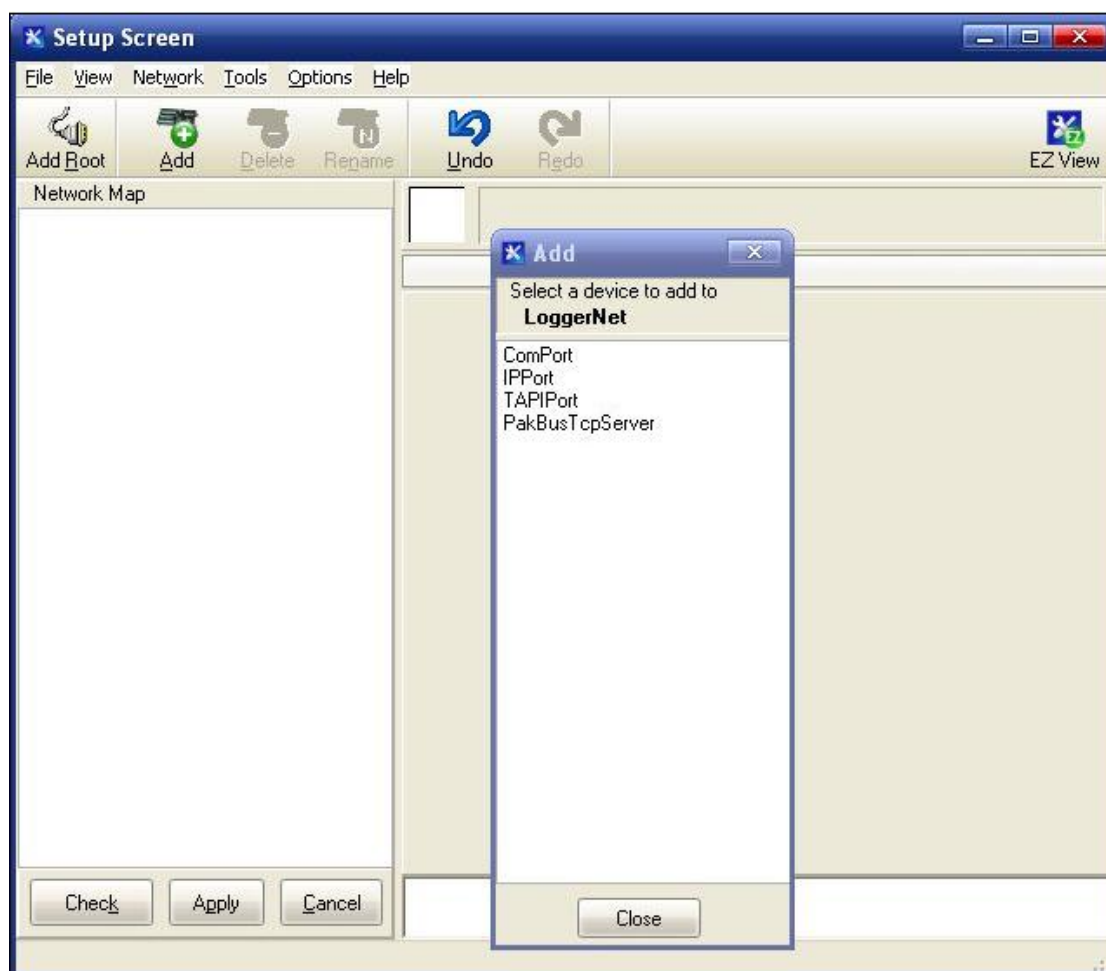 Setup Screen
File View Network Tools Options Help
Add Root Add Delete Rename Undo Redo EZ View
Network Map
Add
Select a device to add to
LoggerNet
ComPort
IPPort
TAPIPort
PakBusTcpServer
Check Apply Cancel
Close